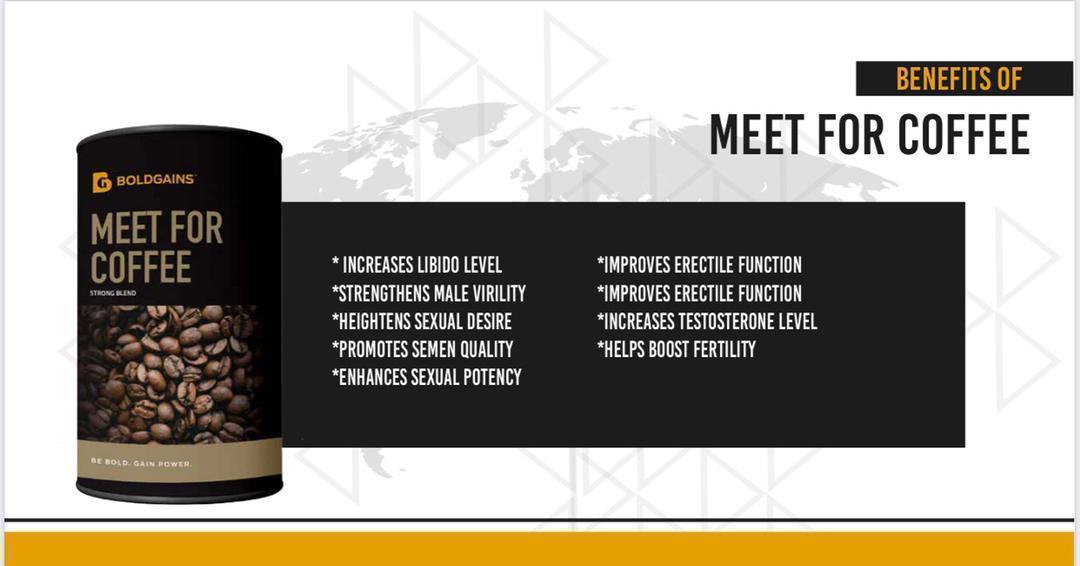 BENEFITS OF
MEET FOR COFFEE
BOLDGAINS™
MEET FOR
COFFEE
STRONG BLEND
BE BOLD. GAIN POWER.
* INCREASES LIBIDO LEVEL
*STRENGTHENS MALE VIRILITY
*HEIGHTENS SEXUAL DESIRE
*PROMOTES SEMEN QUALITY
*ENHANCES SEXUAL POTENCY
*IMPROVES ERECTILE FUNCTION
*IMPROVES ERECTILE FUNCTION
*INCREASES TESTOSTERONE LEVEL
*HELPS BOOST FERTILITY